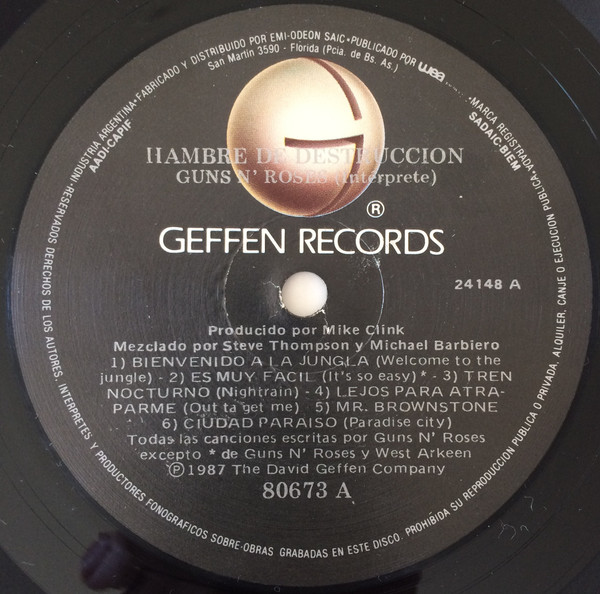 INDUSTRIA ARGENTINA•FABRICADO Y DISTRIBUIDO POR EMI-ODEON SAIC•PUBLICADO POR wea
AADI-CAPIF
San Martín 3590 - Florida (Pcia. de Bs. As.)
MARCA REGISTRADA
SADAIC-BIEM
HAMBRE DE DESTRUCCION
GUNS N' ROSES (Intérprete)
®
GEFFEN RECORDS
24148 A
Producido por Mike Clink
Mezclado por Steve Thompson y Michael Barbiero
1) BIENVENIDO A LA JUNGLA (Welcome to the
jungle) - 2) ES MUY FACIL (It's so easy)* - 3) TREN
NOCTURNO (Nightrain) - 4) LEJOS PARA ATRA-
PARME (Out ta get me) - 5) MR. BROWNSTONE
6) CIUDAD PARAISO (Paradise city)
Todas las canciones escritas por Guns N' Roses
excepto * de Guns N' Roses y West Arkeen
Ⓟ1987 The David Geffen Company
80673 A
RESERVADOS DERECHOS DE LOS AUTORES, INTERPRETES Y PRODUCTORES FONOGRAFICOS SOBRE-OBRAS GRABADAS EN ESTE DISCO. PROHIBIDA SU REPRODUCCION PUBLICA O PRIVADA, ALQUILER, CANJE O EJECUCION PUBLICA•